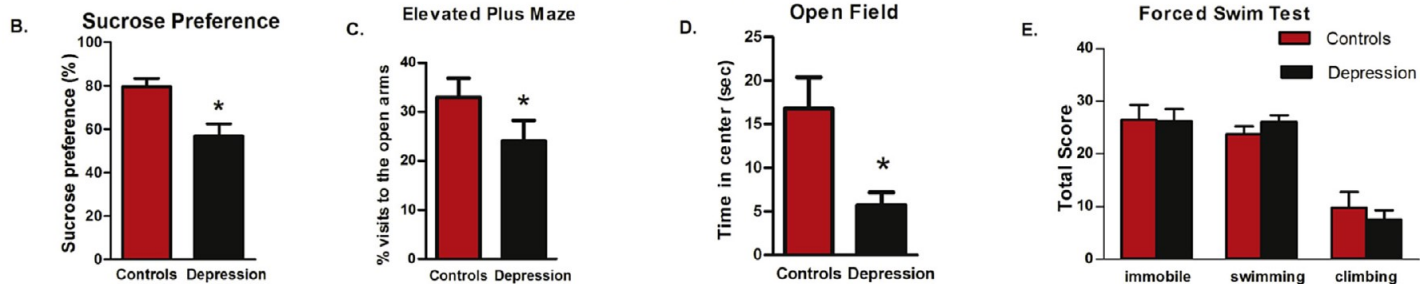 B.
Sucrose Preference
Sucrose preference (%)
100
80
60
40
20
0
*
Controls Depression
C.
Elevated Plus Maze
% visits to the open arms
40
30
20
10
0
*
Controls Depression
D.
Open Field
Time in center (sec)
25
20
15
10
5
0
*
Controls Depression
E.
Forced Swim Test
Controls
Depression
Total Score
40
30
20
10
0
immobile swimming climbing